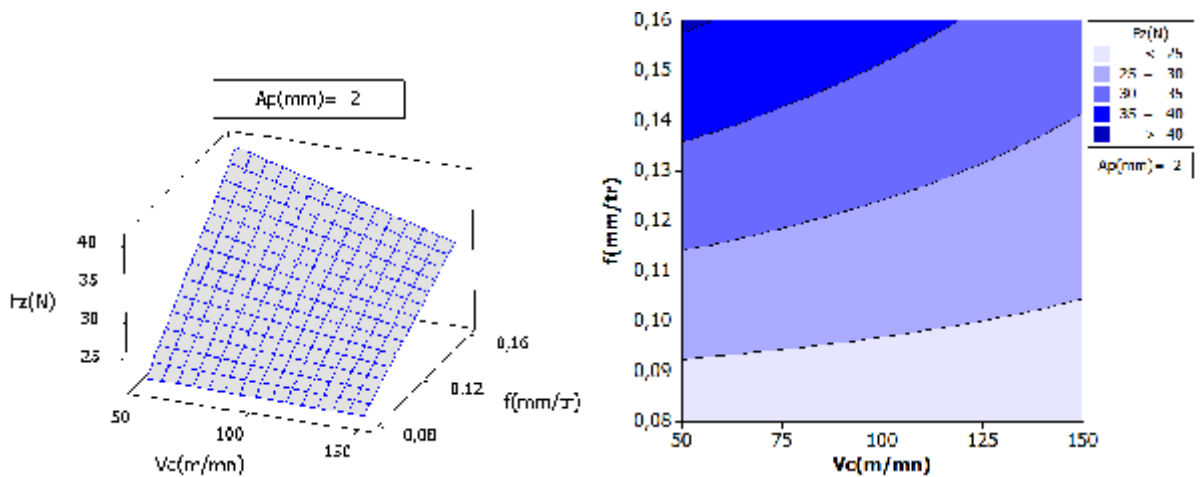 Ap(mm)= 2
40
35
30
25
Fz(N)
50
100
150
Vc(m/mn)
0,08
0,12
0,16
f(mm/tr)
0,16
0,15
0,14
0,13
0,12
0,11
0,10
0,09
0,08
f(mm/tr)
50 75 100 125 150
Vc(m/mn)
Fz(N)
< 25
25 – 30
30 35
35 – 40
> 40
Ap(mm)= 2